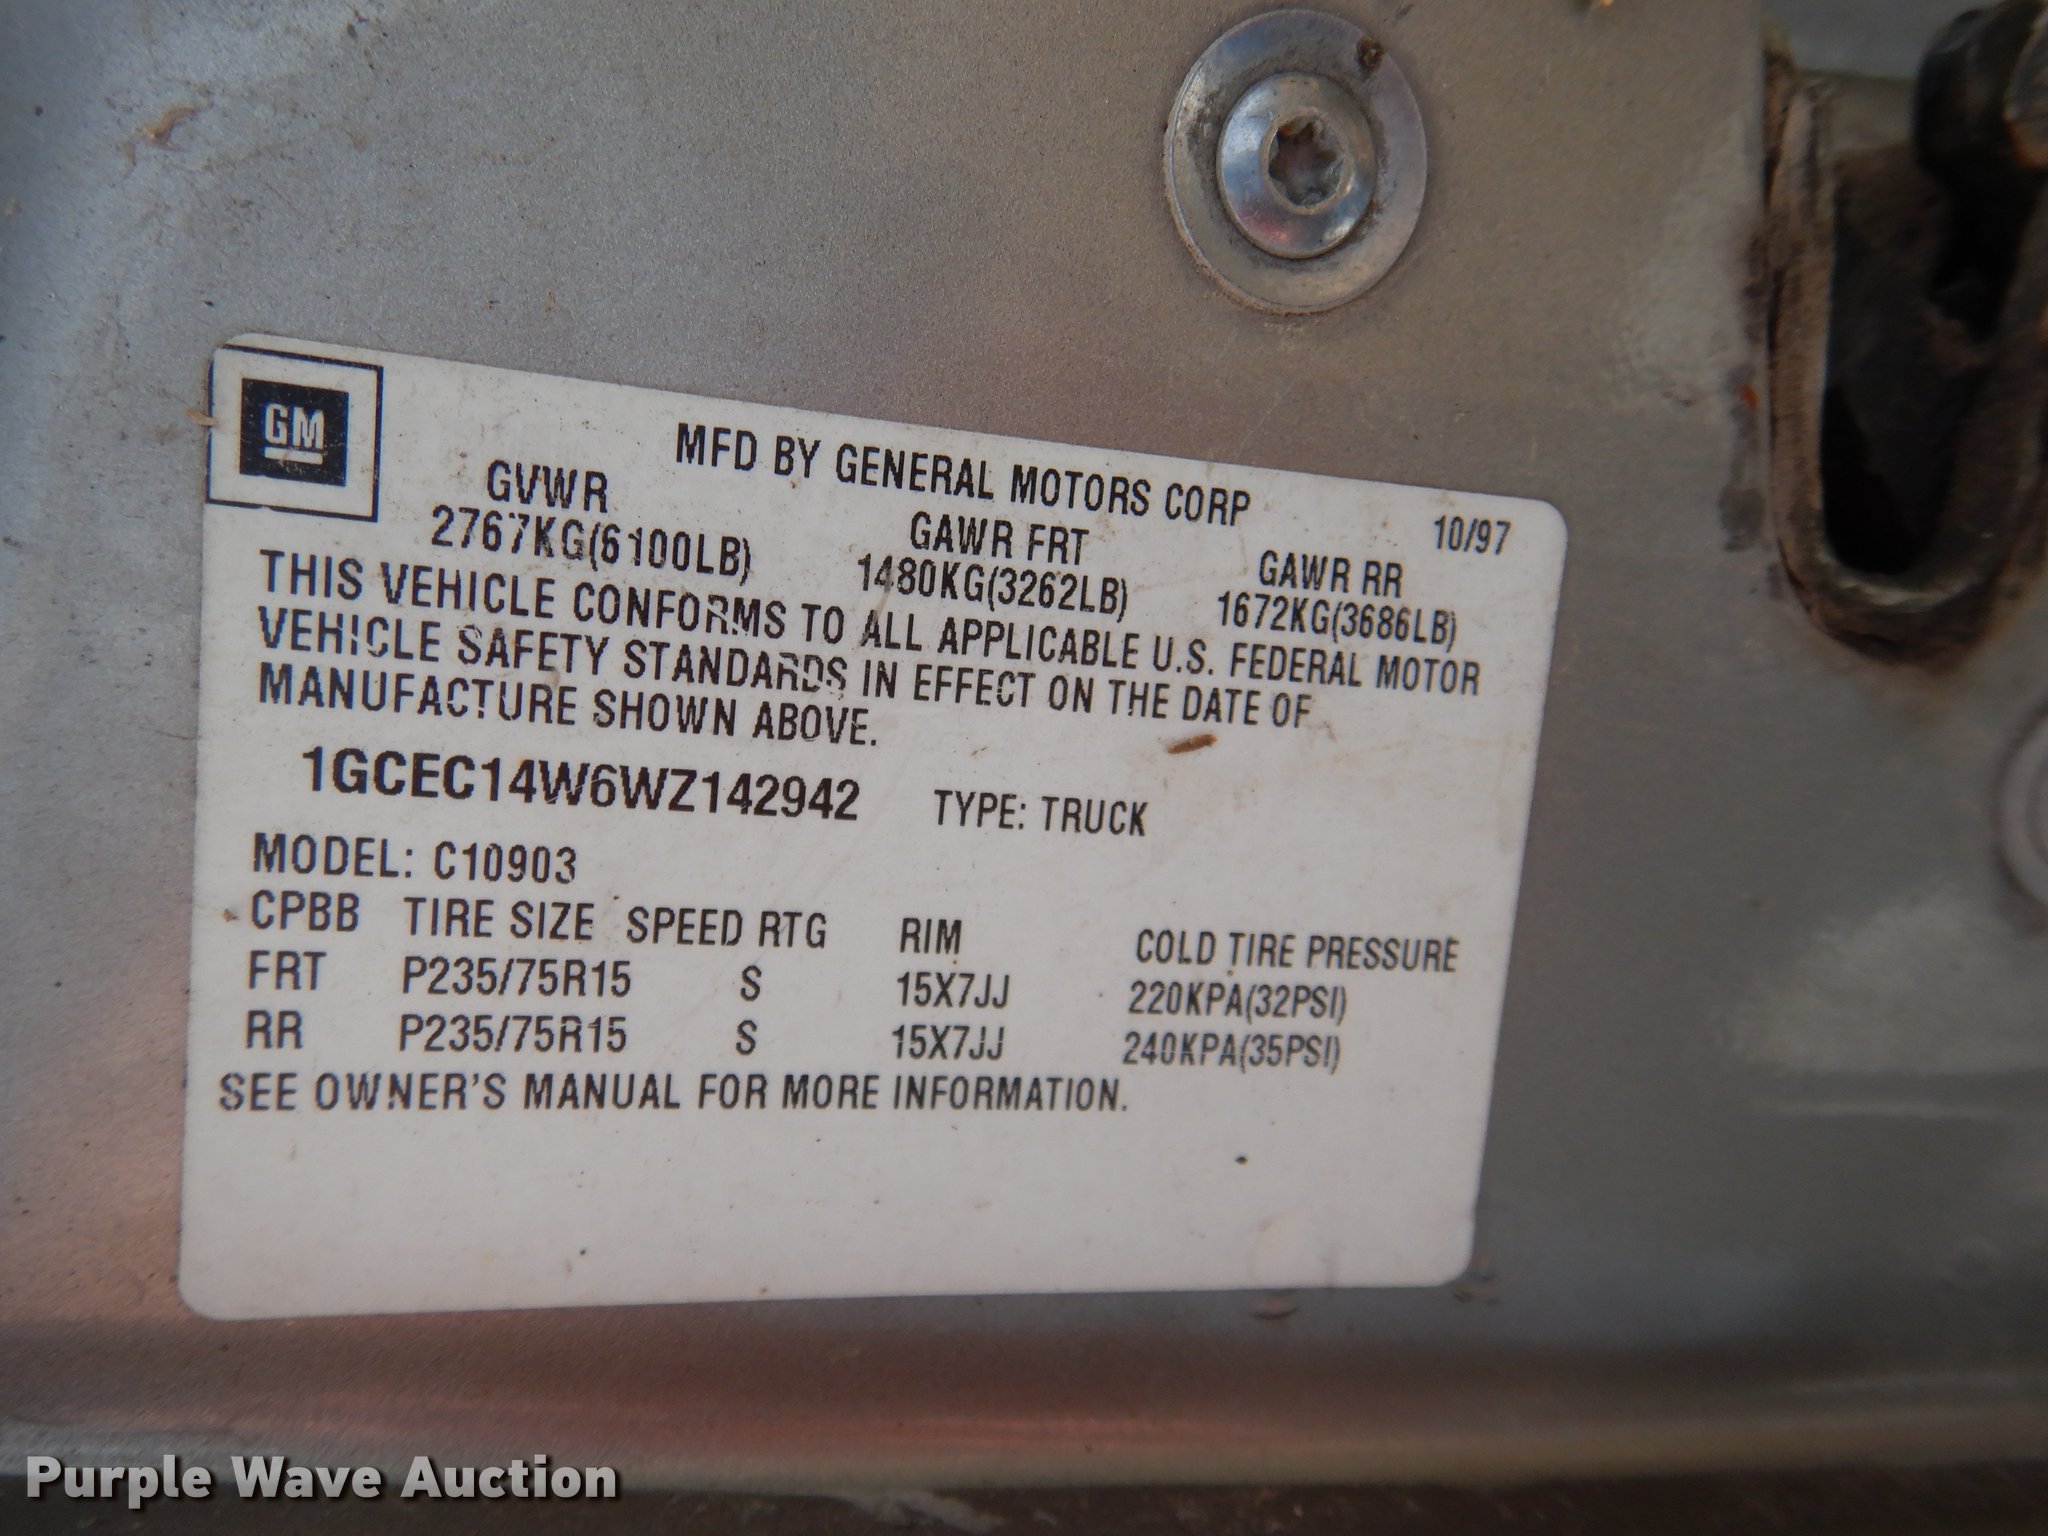 GM
MFD BY GENERAL MOTORS CORP
10/97
GVWR GAWR FRT GAWR RR
2767KG(6100LB) 1480KG(3262LB) 1672KG(3686LB)
THIS VEHICLE CONFORMS TO ALL APPLICABLE U.S. FEDERAL MOTOR
VEHICLE SAFETY STANDARDS IN EFFECT ON THE DATE OF
MANUFACTURE SHOWN ABOVE.
1GCEC14W6WZ142942 TYPE: TRUCK
MODEL: C10903
CPBB TIRE SIZE SPEED RTG RIM COLD TIRE PRESSURE
FRT P235/75R15 S 15X7JJ 220KPA(32PSI)
RR P235/75R15 S 15X7JJ 240KPA(35PSI)
SEE OWNER'S MANUAL FOR MORE INFORMATION.
Purple Wave Auction